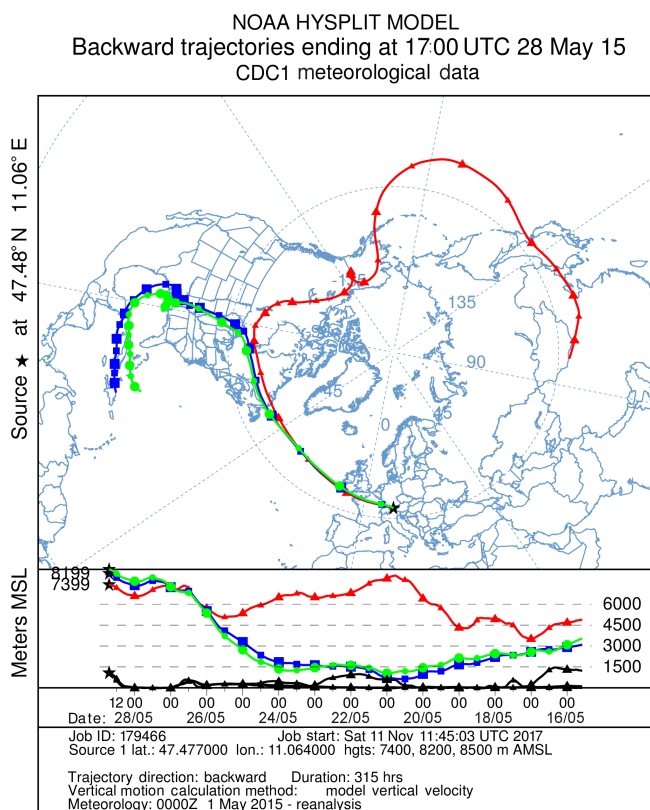 NOAA HYSPLIT MODEL
Backward trajectories ending at 17:00 UTC 28 May 15
CDC1 meteorological data
Source ★ at 47.48° N 11.06° E
135
90
45
0
Meters MSL
8199
7399
6000
4500
3000
1500
12 00 00 00 00 00 00 00 00 00 00 00 00 00
Date: 28/05 26/05 24/05 22/05 20/05 18/05 16/05
Job ID: 179466 Job start: Sat 11 Nov 11:45:03 UTC 2017
Source 1 lat.: 47.477000 lon.: 11.064000 hgts: 7400, 8200, 8500 m AMSL
Trajectory direction: backward Duration: 315 hrs
Vertical motion calculation method: model vertical velocity
Meteorology: 0000Z 1 May 2015 - reanalysis